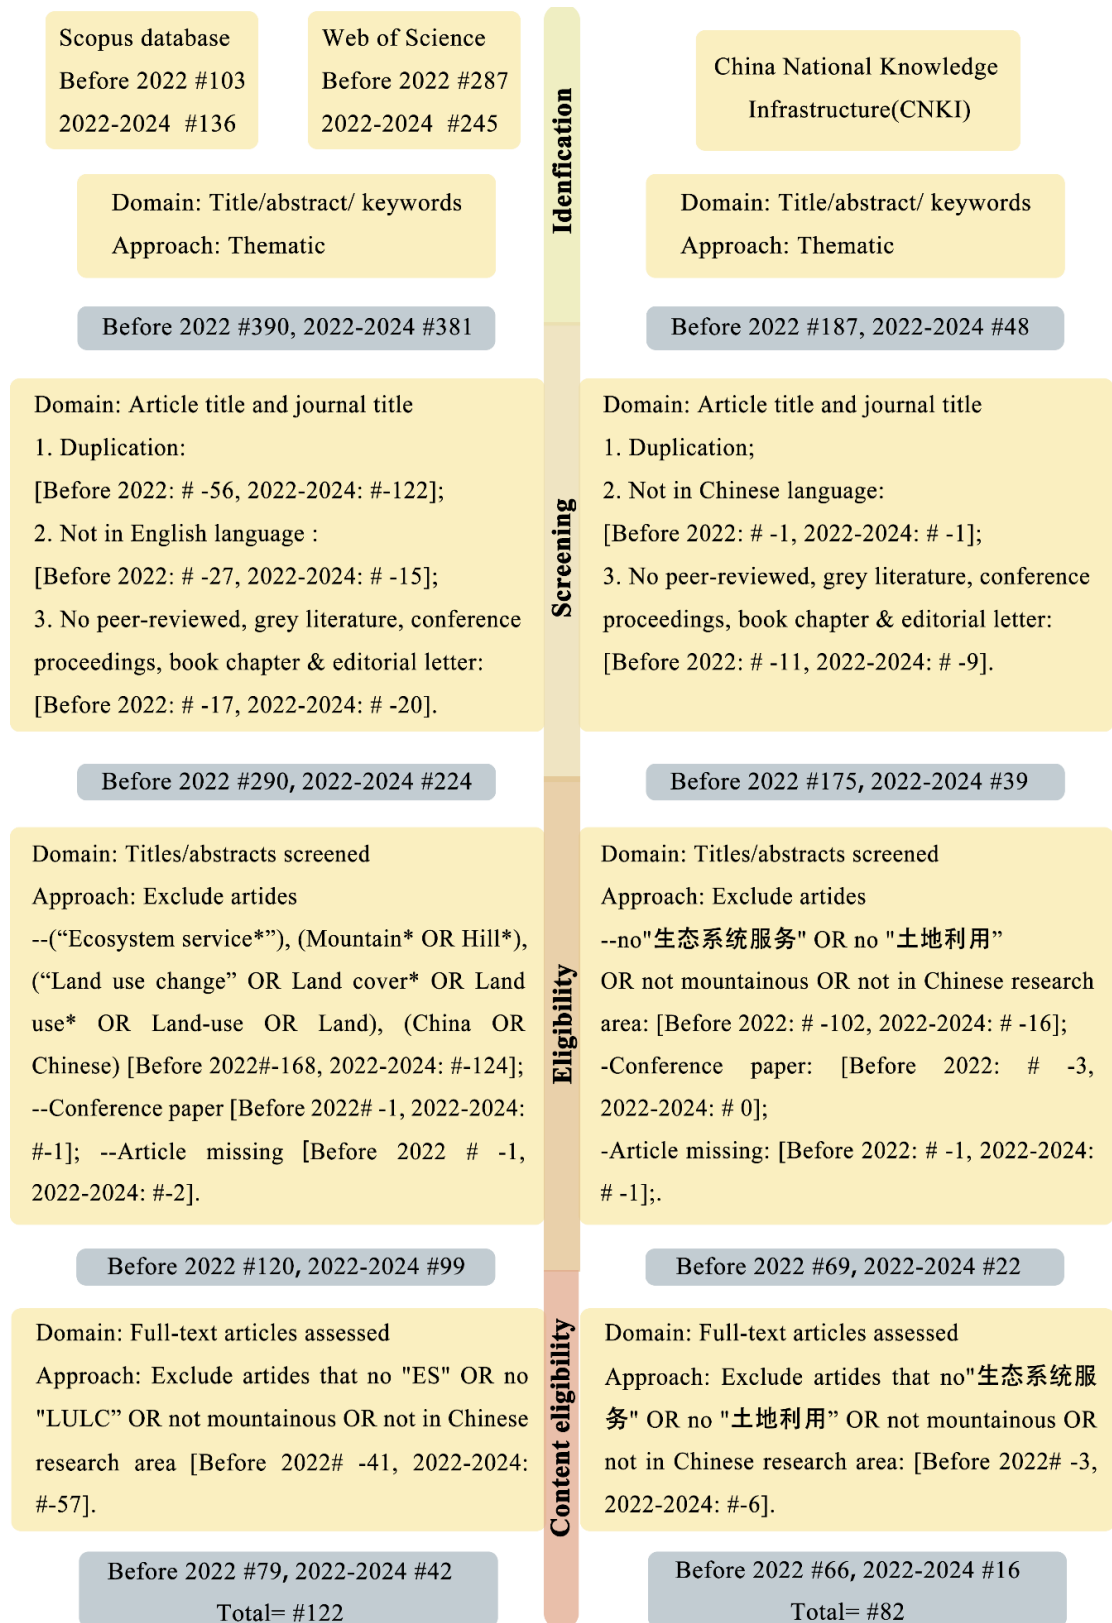 Scopus database
Before 2022 #103
2022-2024 #136
Web of Science
Before 2022 #287
2022-2024 #245
Domain: Title/abstract/ keywords
Approach: Thematic
Before 2022 #390, 2022-2024 #381
China National Knowledge
Infrastructure(CNKI)
Domain: Title/abstract/ keywords
Approach: Thematic
Before 2022 #187, 2022-2024 #48
Idenfication
Domain: Article title and journal title
1. Duplication:
[Before 2022: # -56, 2022-2024: #-122];
2. Not in English language :
[Before 2022: # -27, 2022-2024: # -15];
3. No peer-reviewed, grey literature, conference
proceedings, book chapter & editorial letter:
[Before 2022: # -17, 2022-2024: # -20].
Before 2022 #290, 2022-2024 #224
Domain: Article title and journal title
1. Duplication;
2. Not in Chinese language:
[Before 2022: # -1, 2022-2024: # -1];
3. No peer-reviewed, grey literature, conference
proceedings, book chapter & editorial letter:
[Before 2022: # -11, 2022-2024: # -9].
Before 2022 #175, 2022-2024 #39
Screening
Domain: Titles/abstracts screened
Approach: Exclude artides
--(“Ecosystem service*”), (Mountain* OR Hill*),
(“Land use change” OR Land cover* OR Land
use* OR Land-use OR Land), (China OR
Chinese) [Before 2022#-168, 2022-2024: #-124];
--Conference paper [Before 2022# -1, 2022-2024:
#-1]; --Article missing [Before 2022 # -1,
2022-2024: #-2].
Before 2022 #120, 2022-2024 #99
Domain: Titles/abstracts screened
Approach: Exclude artides
--no"生态系统服务" OR no "土地利用”
OR not mountainous OR not in Chinese research
area: [Before 2022: # -102, 2022-2024: # -16];
-Conference paper: [Before 2022: # -3,
2022-2024: # 0];
-Article missing: [Before 2022: # -1, 2022-2024:
# -1];.
Before 2022 #69, 2022-2024 #22
Eligibility
Domain: Full-text articles assessed
Approach: Exclude artides that no "ES" OR no
"LULC” OR not mountainous OR not in Chinese
research area [Before 2022# -41, 2022-2024:
#-57].
Before 2022 #79, 2022-2024 #42
Total= #122
Domain: Full-text articles assessed
Approach: Exclude artides that no"生态系统服
务" OR no "土地利用” OR not mountainous OR
not in Chinese research area: [Before 2022# -3,
2022-2024: #-6].
Before 2022 #66, 2022-2024 #16
Total= #82
Content eligibility